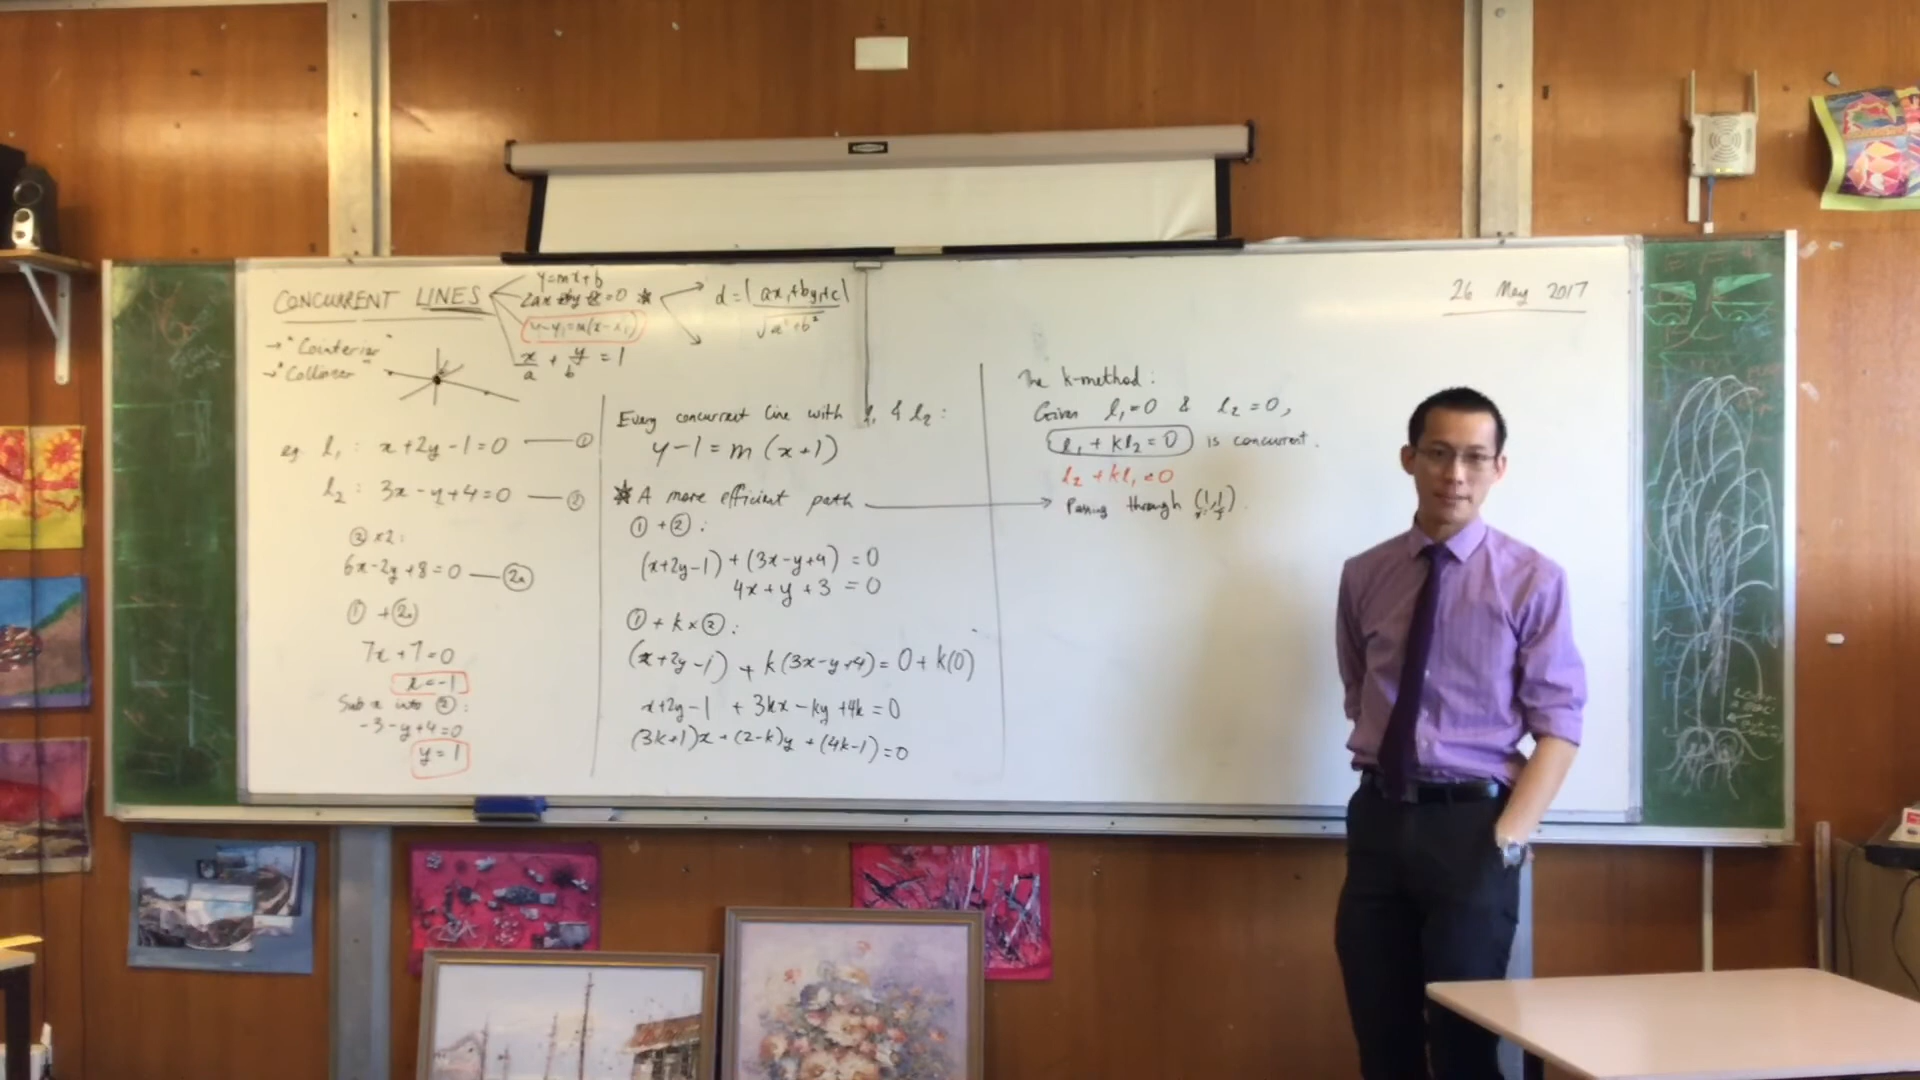 CONCURRENT LINES
y=mx+b
y-y₁=m(x-x₁)
x/a + y/b = 1
d = |ax₁+by₁+c| / √a²+b²
26 May 2017
→ "Counterian"
→ "Collinear
eg. l₁ : x+2y-1=0 —— ①
l₂ : 3x-y+4=0 —— ②
② x2:
6x-2y+8=0 —— 2a
① + 2a
7x+7=0
x=-1
Sub x into ② :
-3-y+4=0
y=1
Every concurrent line with l₁ & l₂ :
y-1 = m (x+1)
★ A more efficient path →
① + ② :
(x+2y-1) + (3x-y+4) = 0
4x + y + 3 = 0
① + k x ② :
(x+2y-1) + k(3x-y+4) = 0 + k(0)
x+2y-1 + 3kx-ky+4k = 0
(3k+1)x + (2-k)y + (4k-1) = 0
The k-method :
Given l₁=0 & l₂=0,
l₁ + kl₂ = 0 is concurrent.
l₂ + kl₁ = 0
Passing through (1,1).